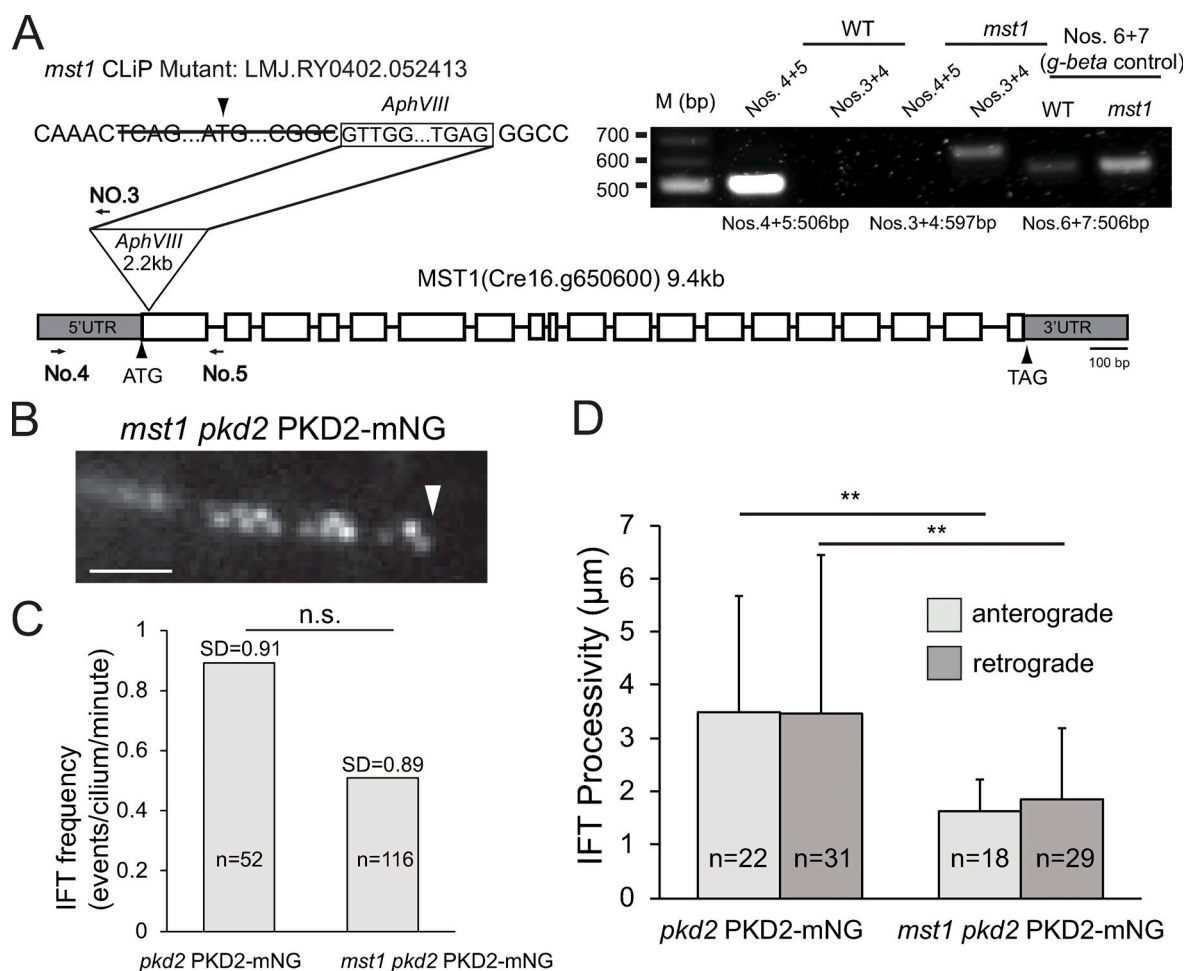 A
mst1 CLiP Mutant: LMJ.RY0402.052413
AphVIII
CAAACTCAG...ATG...CGGCGTTGG...TGAG GGCC
NO.3
AphVIII
2.2kb
MST1(Cre16.g650600) 9.4kb
5'UTR
3'UTR
No.4
ATG
No.5
TAG
100 bp
WT
mst1
Nos. 6+7
(g-beta control)
M (bp)
Nos. 4+5
Nos.3+4
Nos. 4+5
Nos.3+4
WT
mst1
700
600
500
Nos.4+5:506bp
Nos.3+4:597bp
Nos.6+7:506bp
B
mst1 pkd2 PKD2-mNG
C
IFT frequency
(events/cilium/minute)
1
0.8
0.6
0.4
0.2
0
n.s.
SD=0.91
SD=0.89
n=52
n=116
pkd2 PKD2-mNG
mst1 pkd2 PKD2-mNG
D
IFT Processivity (μm)
7
6
5
4
3
2
1
0
**
**
anterograde
retrograde
n=22
n=31
n=18
n=29
pkd2 PKD2-mNG
mst1 pkd2 PKD2-mNG